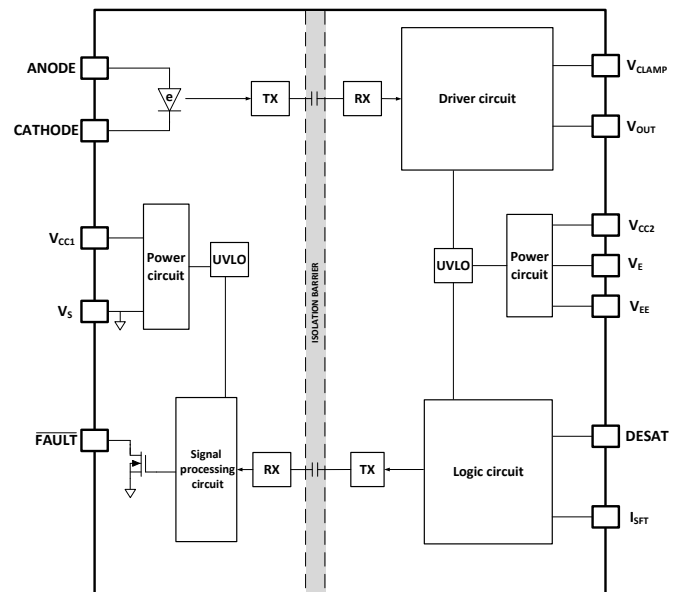 ANODE
e
CATHODE
TX
RX
Driver circuit
VCLAMP
VOUT
VCC1
Power
circuit
UVLO
VS
ISOLATION BARRIER
UVLO
Power
circuit
VCC2
VE
VEE
FAULT
Signal
processing
circuit
RX
TX
Logic circuit
DESAT
ISFT